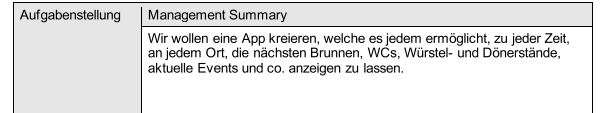 Aufgabenstellung
Management Summary
Wir wollen eine App kreieren, welche es jedem ermöglicht, zu jeder Zeit,
an jedem Ort, die nächsten Brunnen, WCs, Würstel- und Dönerstände,
aktuelle Events und co. anzeigen zu lassen.